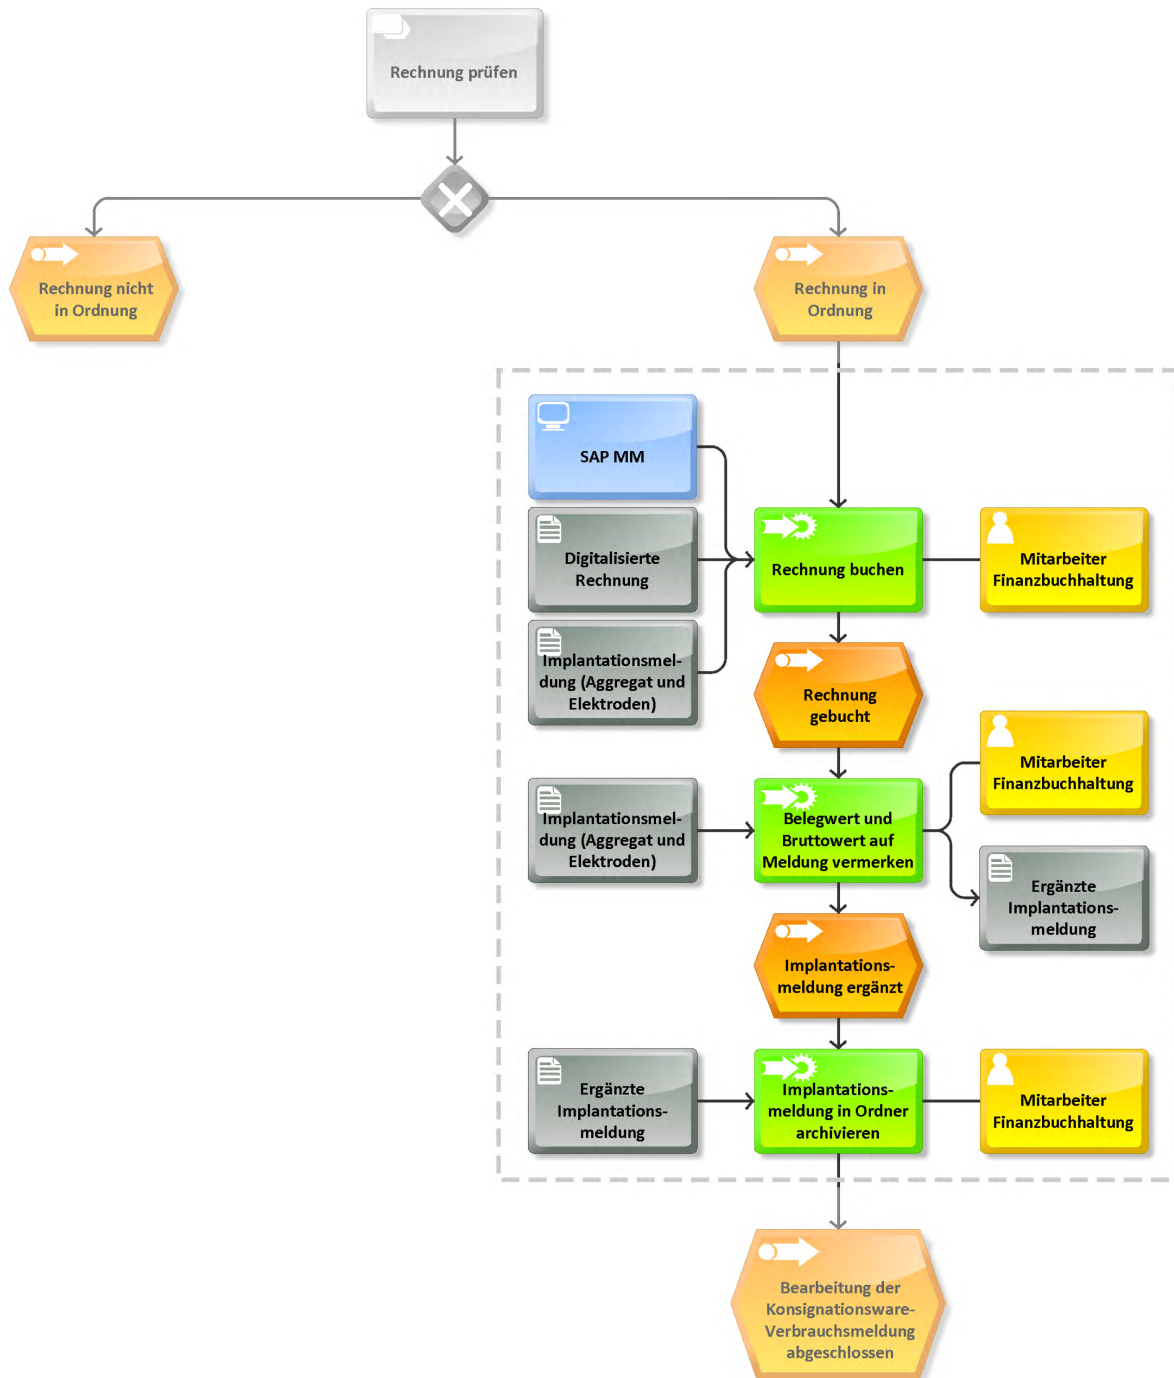 Rechnung prüfen
Rechnung nicht
in Ordnung
Rechnung in
Ordnung
SAP MM
Digitalisierte
Rechnung
Implantationsmel-
dung (Aggregat und
Elektroden)
Rechnung buchen
Mitarbeiter
Finanzbuchhaltung
Rechnung
gebucht
Implantationsmel-
dung (Aggregat und
Elektroden)
Belegwert und
Bruttowert auf
Meldung vermerken
Mitarbeiter
Finanzbuchhaltung
Ergänzte
Implantations-
meldung
Implantations-
meldung ergänzt
Ergänzte
Implantations-
meldung
Implantations-
meldung in Ordner
archivieren
Mitarbeiter
Finanzbuchhaltung
Bearbeitung der
Konsignationsware-
Verbrauchsmeldung
abgeschlossen